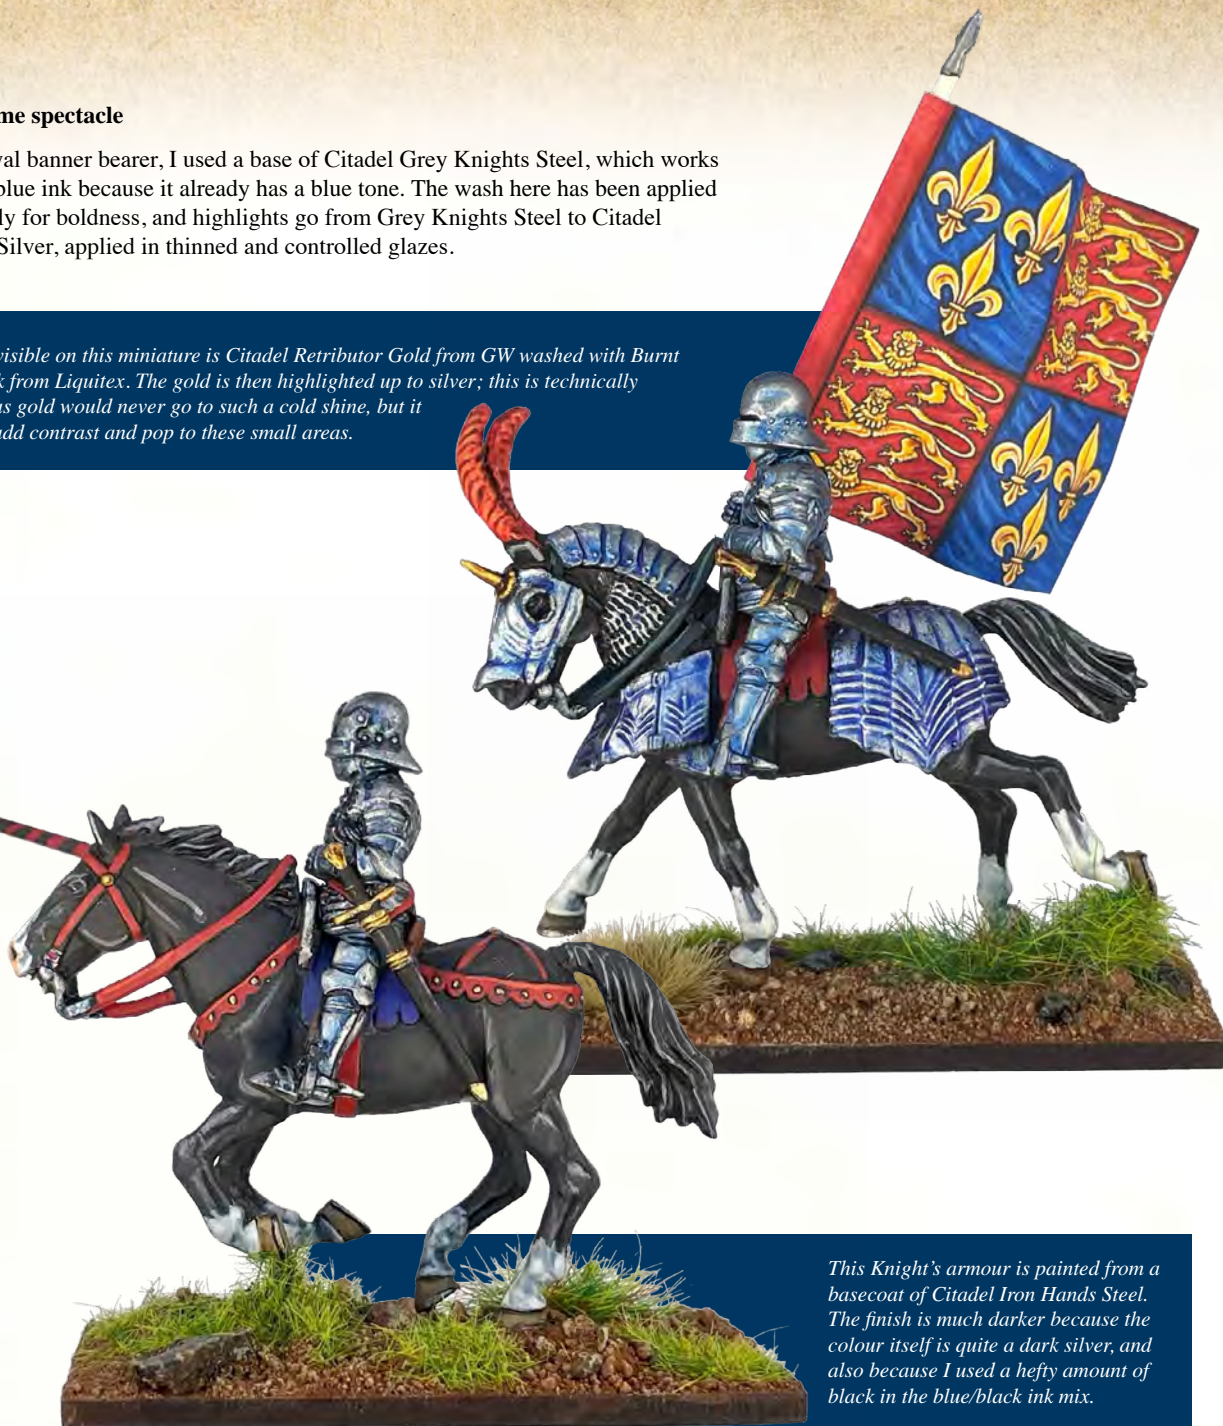 me spectacle
al banner bearer, I used a base of Citadel Grey Knights Steel, which works
blue ink because it already has a blue tone. The wash here has been applied
ly for boldness, and highlights go from Grey Knights Steel to Citadel
Silver, applied in thinned and controlled glazes.
visible on this miniature is Citadel Retributor Gold from GW washed with Burnt
k from Liquitex. The gold is then highlighted up to silver; this is technically
as gold would never go to such a cold shine, but it
add contrast and pop to these small areas.
This Knight's armour is painted from a
basecoat of Citadel Iron Hands Steel.
The finish is much darker because the
colour itself is quite a dark silver, and
also because I used a hefty amount of
black in the blue/black ink mix.